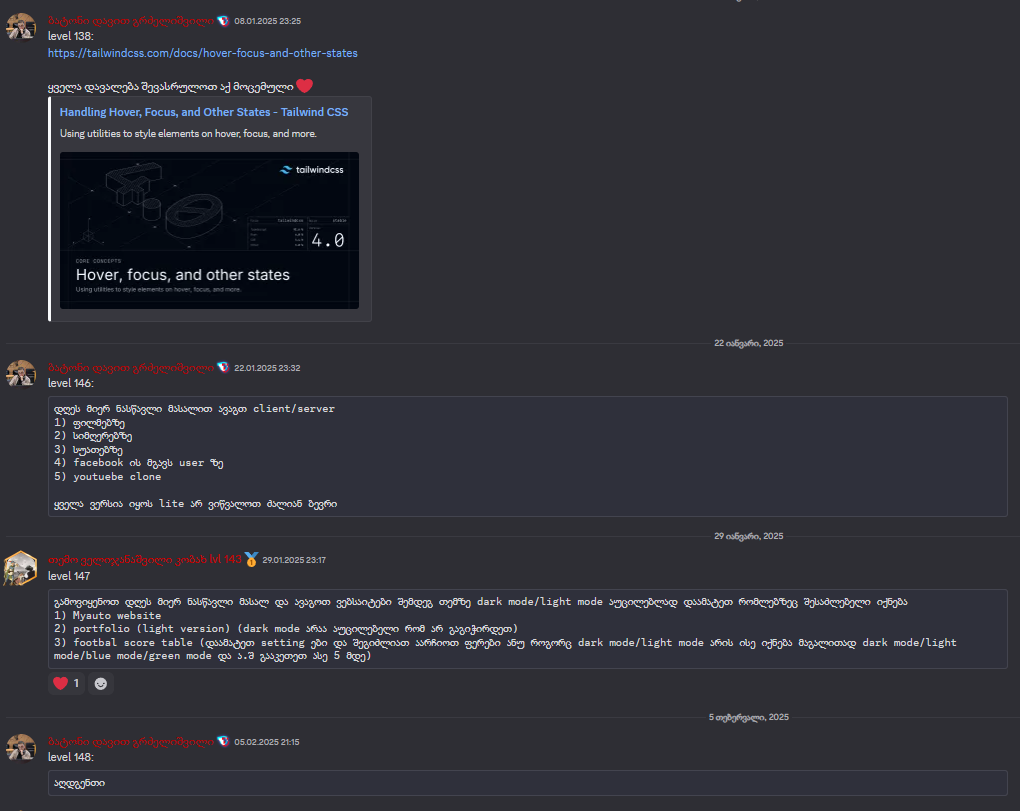 ბატონი დავით გრძელიშვილი 08.01.2025 23:25
level 138:
https://tailwindcss.com/docs/hover-focus-and-other-states
ყველა დავალება შევასრულოთ აქ მოცემული
Handling Hover, Focus, and Other States - Tailwind CSS
Using utilities to style elements on hover, focus, and more.
tailwindcss
4.0
CORE CONCEPTS
Hover, focus, and other states
Using utilities to style elements on hover, focus, and more.
22 იანვარი, 2025
ბატონი დავით გრძელიშვილი 22.01.2025 23:32
level 146:
დღეს მიერ ნასწავლი მასალით ავაგთ client/server
1) ფილმებზე
2) სიმღერებზე
3) სუათებზე
4) facebook ის მგავს user ზე
5) youtuebe clone
ყველა ვერსია იყოს lite არ ვიწვალოთ ძალიან ბევრი
29 იანვარი, 2025
თემო ველიჯანაშვილი კობას lvl 143 29.01.2025 23:17
level 147
გამოვიყენოთ დღეს მიერ ნასწავლი მასალ და ავაგოთ ვებსაიტები შემდეგ თემზე dark mode/light mode აუცილებლად დაამატეთ რომლებზეც შესაძლებელი იქნება
1) Myauto website
2) portfolio (light version) (dark mode არაა აუცილებელი რომ არ გაგიჭირდეთ)
3) footbal score table (დაამატეთ setting ები და შეგიძლიათ აარჩიოთ ფერები ანუ როგორც dark mode/light mode არის ისე იქნება მაგალითად dark mode/light
mode/blue mode/green mode და ა.შ გააკეთეთ ასე 5 მდე)
1
5 თებერვალი, 2025
ბატონი დავით გრძელიშვილი 05.02.2025 21:15
level 148:
აღდგენთი